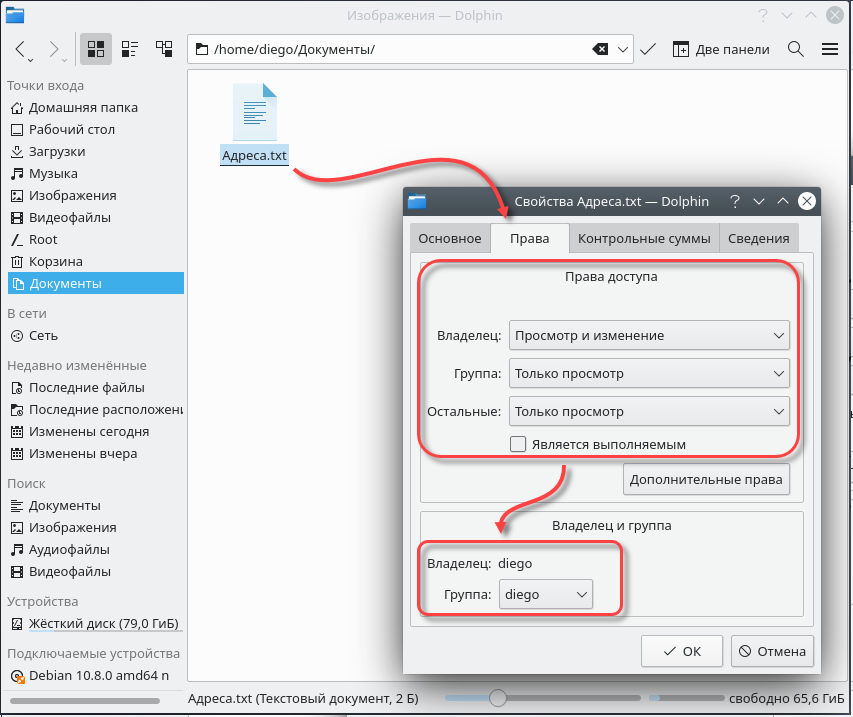 Изображения — Dolphin
/home/diego/Документы/
Две панели
Точки входа
Домашняя папка
Рабочий стол
Загрузки
Музыка
Изображения
Видеофайлы
Root
Корзина
Документы
В сети
Сеть
Недавно изменённые
Последние файлы
Последние расположени
Изменены сегодня
Изменены вчера
Поиск
Документы
Изображения
Аудиофайлы
Видеофайлы
Устройства
Жёсткий диск (79,0 ГиБ)
Подключаемые устройства
Debian 10.8.0 amd64 n
Адреса.txt
Свойства Адреса.txt — Dolphin
Основное Права Контрольные суммы Сведения
Права доступа
Владелец: Просмотр и изменение
Группа: Только просмотр
Остальные: Только просмотр
Является выполняемым
Дополнительные права
Владелец и группа
Владелец: diego
Группа: diego
ОК Отмена
Адреса.txt (Текстовый документ, 2 Б) свободно 65,6 ГиБ